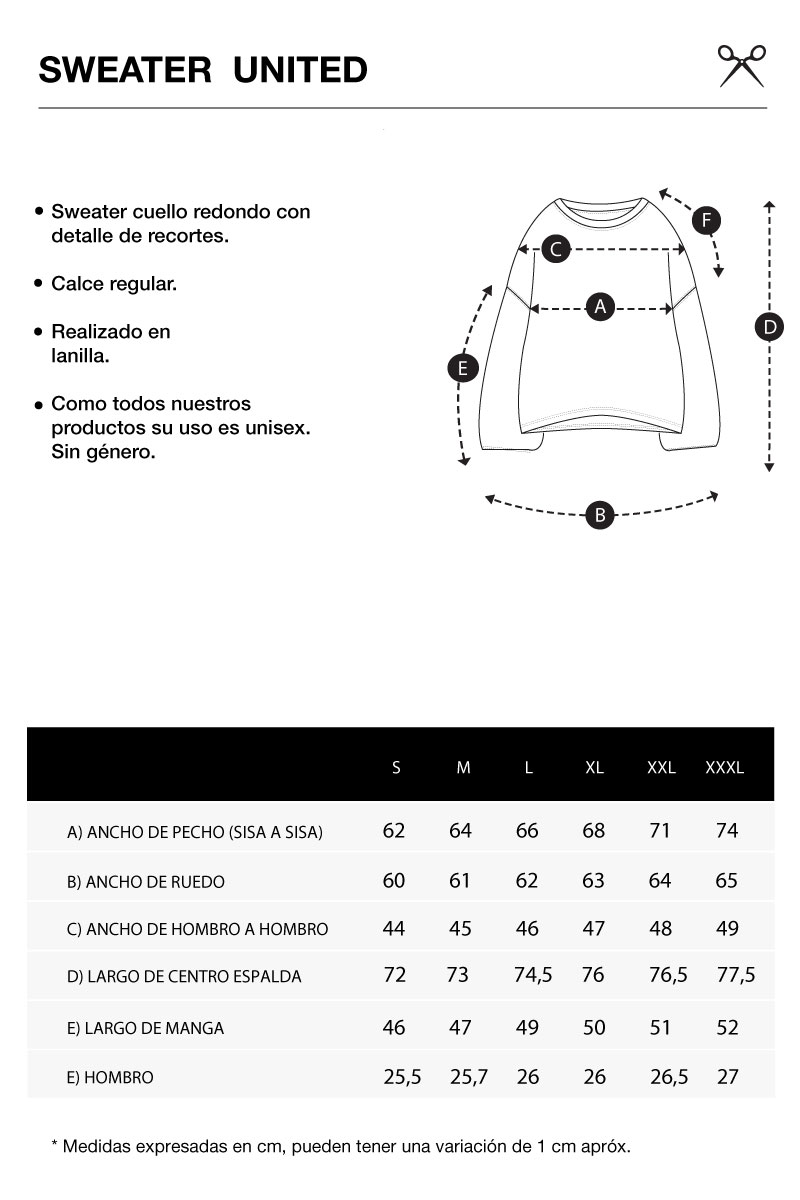 SWEATER UNITED
• Sweater cuello redondo con
detalle de recortes.
• Calce regular.
• Realizado en
lanilla.
• Como todos nuestros
productos su uso es unisex.
Sin género.
F
C
A
D
E
B
S M L XL XXL XXXL
A) ANCHO DE PECHO (SISA A SISA) 62 64 66 68 71 74
B) ANCHO DE RUEDO 60 61 62 63 64 65
C) ANCHO DE HOMBRO A HOMBRO 44 45 46 47 48 49
D) LARGO DE CENTRO ESPALDA 72 73 74,5 76 76,5 77,5
E) LARGO DE MANGA 46 47 49 50 51 52
E) HOMBRO 25,5 25,7 26 26 26,5 27
* Medidas expresadas en cm, pueden tener una variación de 1 cm apróx.